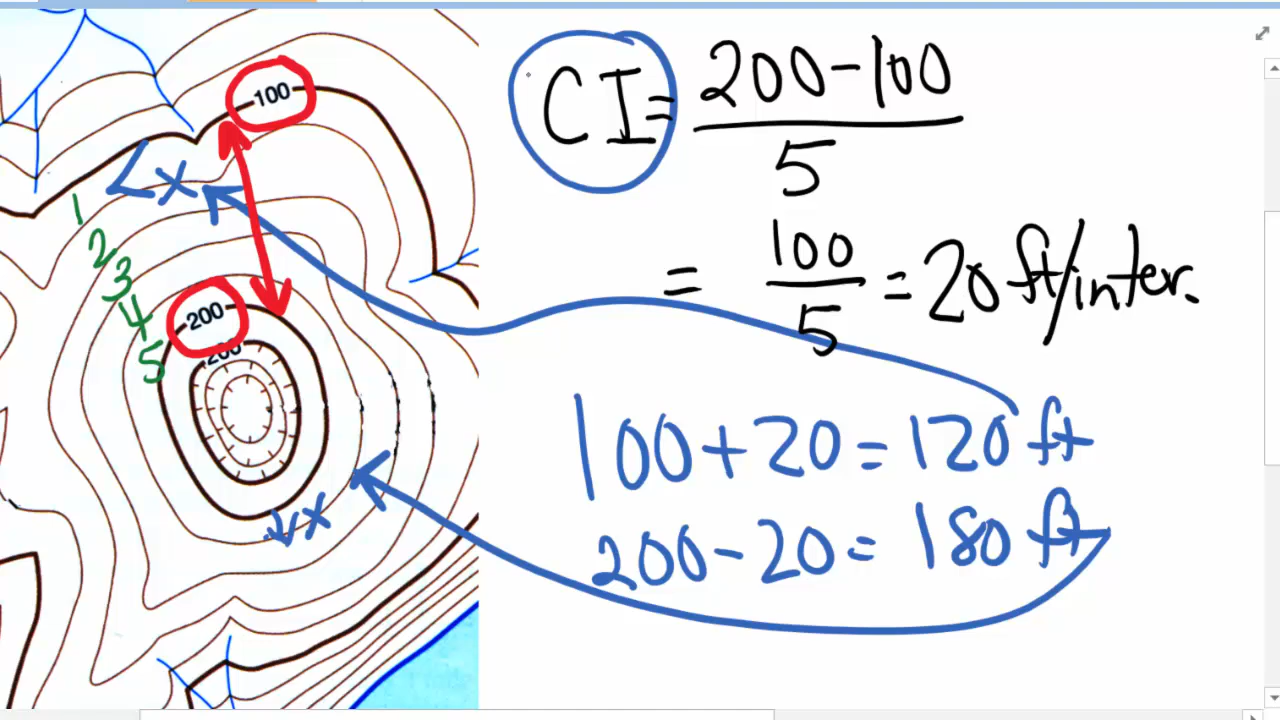 100
X
1
2
3
4
5
200
200
X
CI = 200 - 100
5
= 100
5
= 20 ft/inter.
100 + 20 = 120 ft
200 - 20 = 180 ft